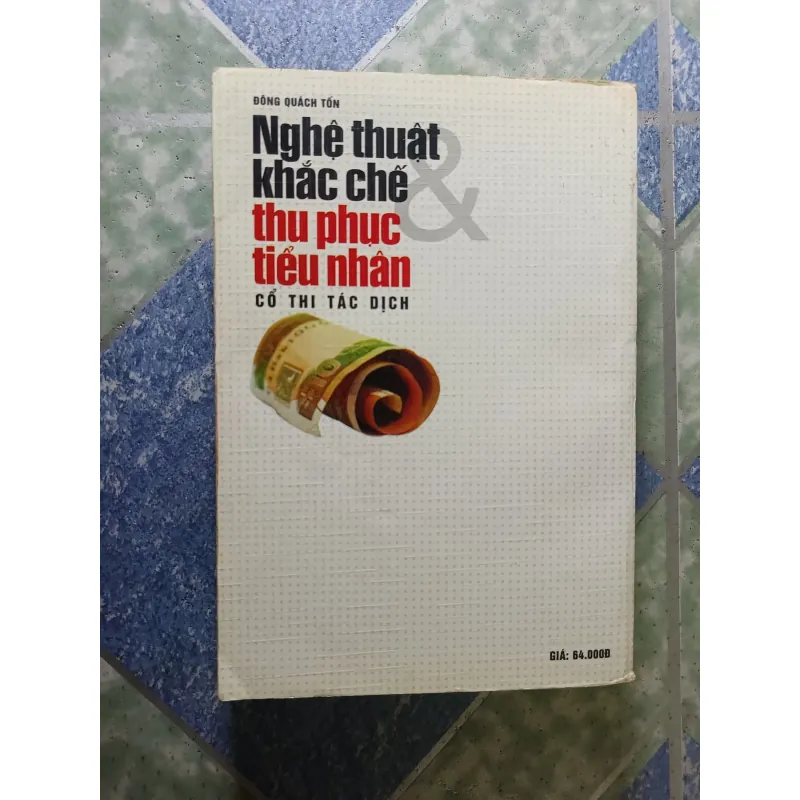 ĐÔNG QUÁCH TỐN
Nghệ thuật
khắc chế &
thu phục
tiểu nhân
CỔ THI TÁC DỊCH
GIÁ: 64.000Đ